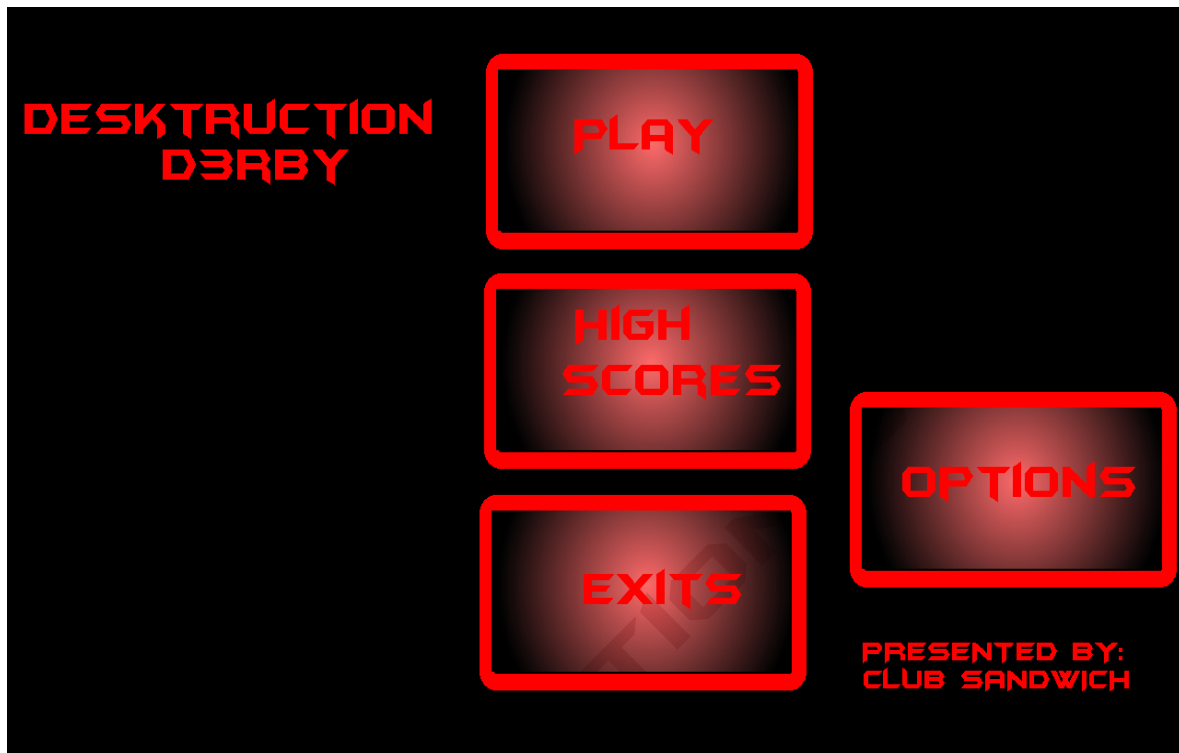 DESKTRUCTION
D3RBY
PLAY
HIGH
SCORES
EXITS
OPTIONS
PRESENTED BY:
CLUB SANDWICH